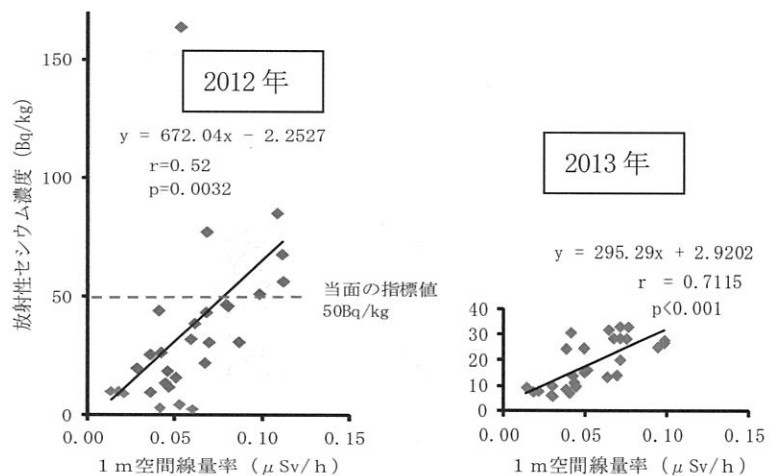 放射性セシウム濃度 (Bq/kg)
150
100
50
0
2012年
y = 672.04x - 2.2527
r=0.52
p=0.0032
当面の指標値
50Bq/kg
0.00 0.05 0.10 0.15
1m空間線量率(μSv/h)
2013年
y = 295.29x + 2.9202
r = 0.7115
p<0.001
40
30
20
10
0
0.00 0.05 0.10 0.15
1m空間線量率(μSv/h)